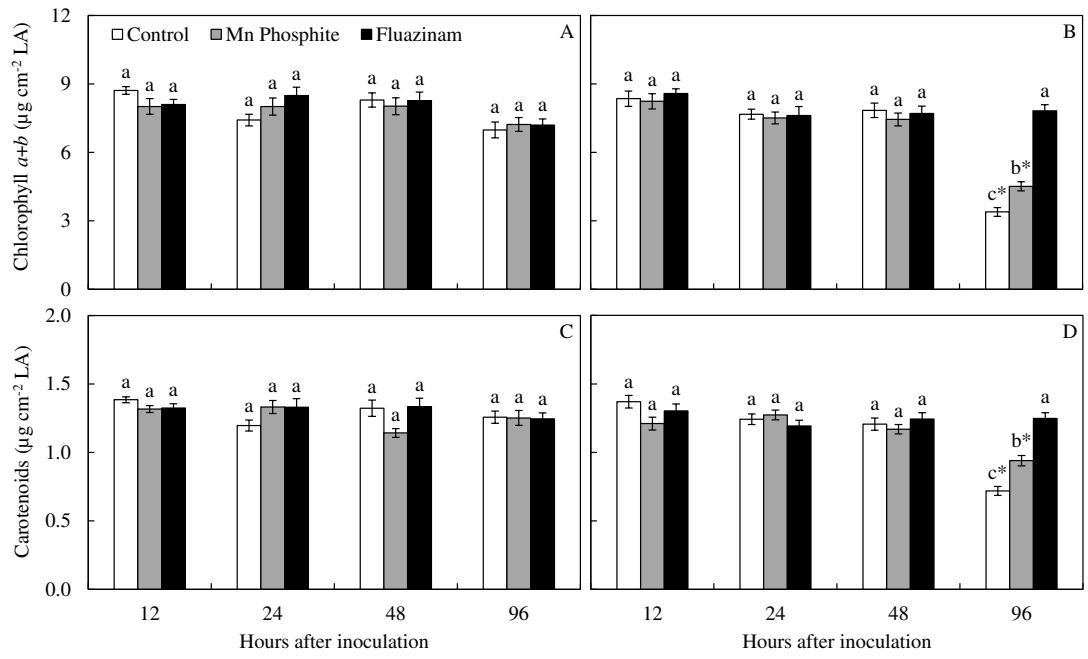 Chlorophyll a+b (µg cm-2 LA)
12
9
6
3
0
Control Mn Phosphite Fluazinam
A
a a a
a a a
a a a
a a a
B
a a a
a a a
a a a
c* b* a
Carotenoids (µg cm-2 LA)
2.0
1.5
1.0
0.5
0.0
C
a a a
a a a
a a a
a a a
12 24 48 96
Hours after inoculation
D
a a a
a a a
a a a
c* b* a
12 24 48 96
Hours after inoculation